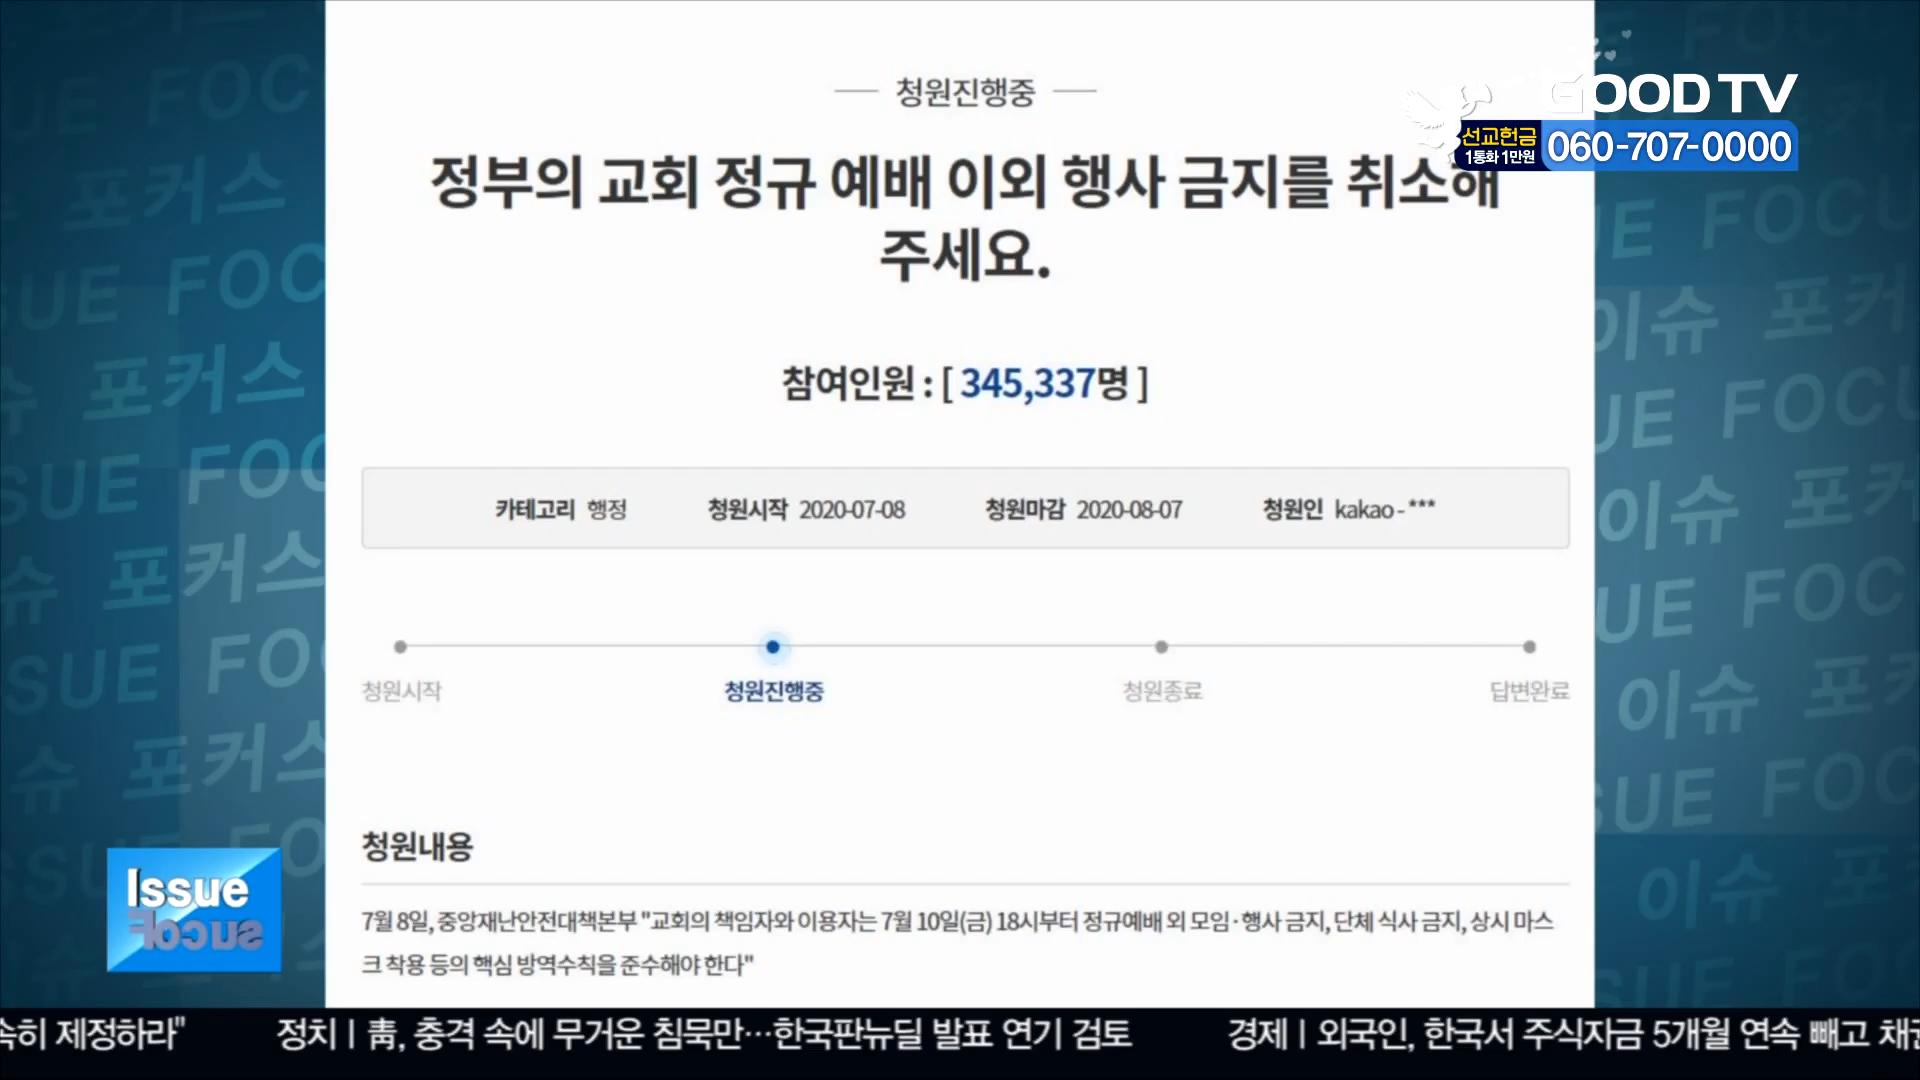 청원진행중
GOOD TV
선교헌금
1통화 1만원
060-707-0000
정부의 교회 정규 예배 이외 행사 금지를 취소해
주세요.
참여인원 : [ 345,337명 ]
카테고리 행정 청원시작 2020-07-08 청원마감 2020-08-07 청원인 kakao - ***
청원시작 청원진행중 청원종료 답변완료
청원내용
Issue
Focus
7월 8일, 중앙재난안전대책본부 "교회의 책임자와 이용자는 7월 10일(금) 18시부터 정규예배 외 모임·행사 금지, 단체 식사 금지, 상시 마스
크 착용 등의 핵심 방역수칙을 준수해야 한다"
속히 제정하라" 정치 | 靑, 충격 속에 무거운 침묵만…한국판뉴딜 발표 연기 검토 경제 | 외국인, 한국서 주식자금 5개월 연속 빼고 채권